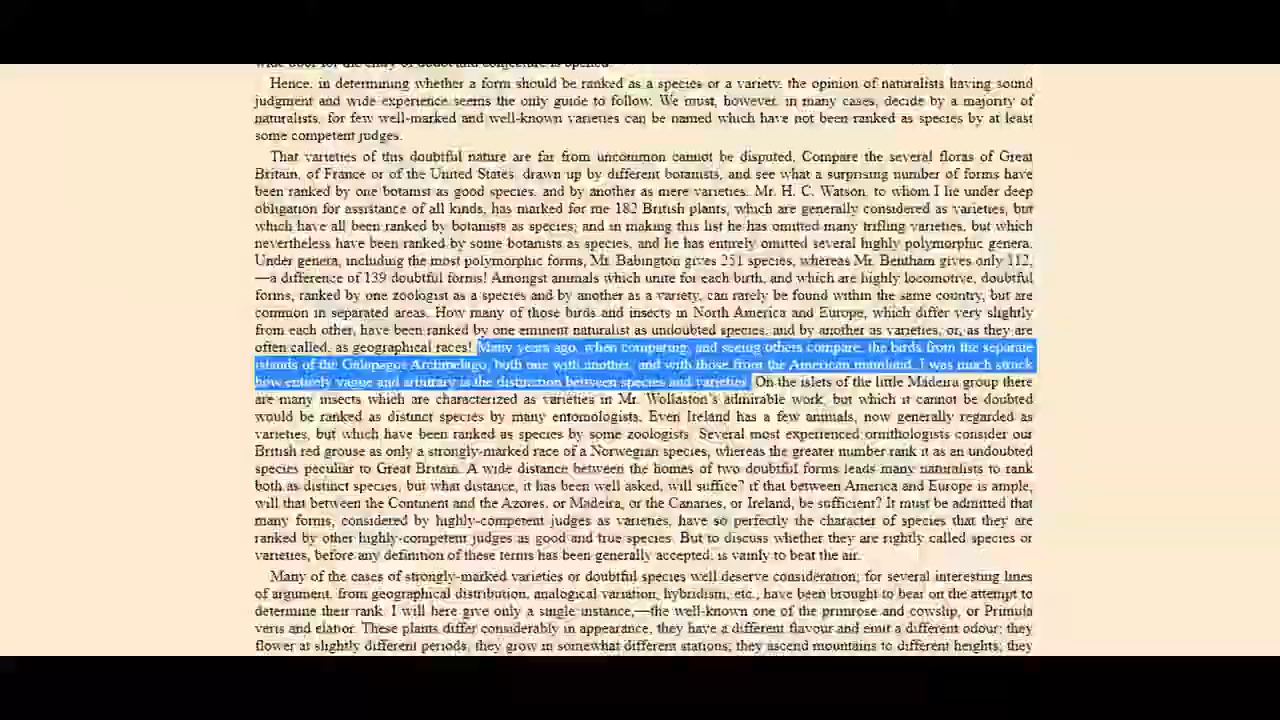 wide door for the entry of doubt and conjecture is opened.
Hence, in determining whether a form should be ranked as a species or a variety, the opinion of naturalists having sound
judgment and wide experience seems the only guide to follow. We must, however, in many cases, decide by a majority of
naturalists, for few well-marked and well-known varieties can be named which have not been ranked as species by at least
some competent judges.
That varieties of this doubtful nature are far from uncommon cannot be disputed. Compare the several floras of Great
Britain, of France or of the United States, drawn up by different botanists, and see what a surprising number of forms have
been ranked by one botanist as good species, and by another as mere varieties. Mr. H. C. Watson, to whom I lie under deep
obligation for assistance of all kinds, has marked for me 182 British plants, which are generally considered as varieties, but
which have all been ranked by botanists as species; and in making this list he has omitted many trifling varieties, but which
nevertheless have been ranked by some botanists as species, and he has entirely omitted several highly polymorphic genera.
Under genera, including the most polymorphic forms, Mr. Babington gives 251 species, whereas Mr. Bentham gives only 112,
—a difference of 139 doubtful forms! Amongst animals which unite for each birth, and which are highly locomotive, doubtful
forms, ranked by one zoologist as a species and by another as a variety, can rarely be found within the same country, but are
common in separated areas. How many of those birds and insects in North America and Europe, which differ very slightly
from each other, have been ranked by one eminent naturalist as undoubted species, and by another as varieties, or, as they are
often called, as geographical races! Many years ago, when comparing, and seeing others compare, the birds from the separate
islands of the Galapagos Archipelago, both one with another, and with those from the American mainland, I was much struck
how entirely vague and arbitrary is the distinction between species and varieties. On the islets of the little Madeira group there
are many insects which are characterized as varieties in Mr. Wollaston's admirable work, but which it cannot be doubted
would be ranked as distinct species by many entomologists. Even Ireland has a few animals, now generally regarded as
varieties, but which have been ranked as species by some zoologists. Several most experienced ornithologists consider our
British red grouse as only a strongly-marked race of a Norwegian species, whereas the greater number rank it as an undoubted
species peculiar to Great Britain. A wide distance between the homes of two doubtful forms leads many naturalists to rank
both as distinct species; but what distance, it has been well asked, will suffice? if that between America and Europe is ample,
will that between the Continent and the Azores, or Madeira, or the Canaries, or Ireland, be sufficient? It must be admitted that
many forms, considered by highly-competent judges as varieties, have so perfectly the character of species that they are
ranked by other highly-competent judges as good and true species. But to discuss whether they are rightly called species or
varieties, before any definition of these terms has been generally accepted, is vainly to beat the air.
Many of the cases of strongly-marked varieties or doubtful species well deserve consideration; for several interesting lines
of argument, from geographical distribution, analogical variation, hybridism, etc., have been brought to bear on the attempt to
determine their rank. I will here give only a single instance,—the well-known one of the primrose and cowslip, or Primula
veris and elatior. These plants differ considerably in appearance; they have a different flavour and emit a different odour; they
flower at slightly different periods; they grow in somewhat different stations; they ascend mountains to different heights; they